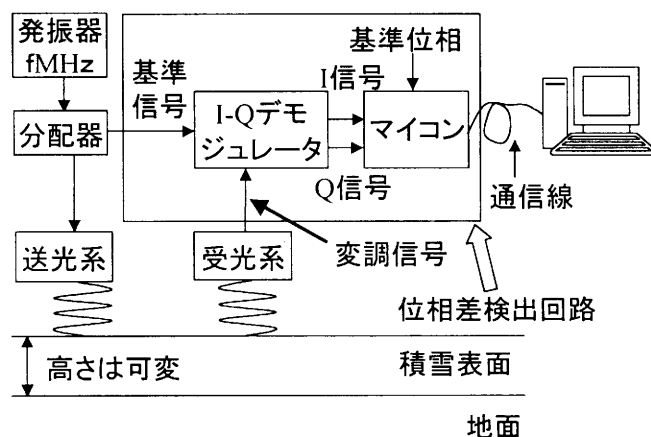 発振器
fMHz
分配器
送光系
基準
信号
I-Qデモ
ジュレータ
I信号
Q信号
基準位相
マイコン
通信線
受光系
変調信号
位相差検出回路
高さは可変
積雪表面
地面